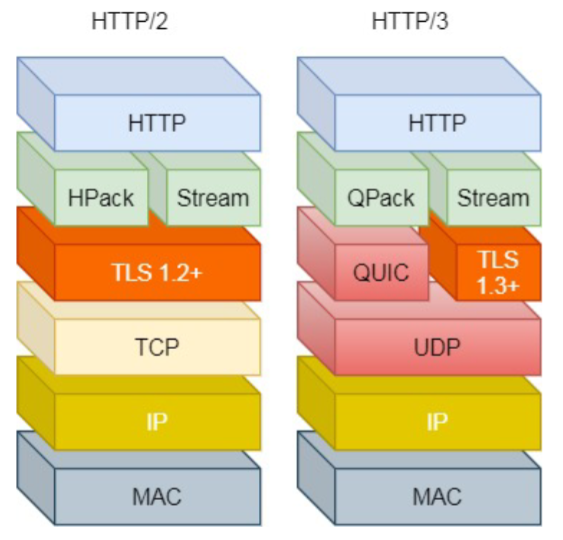 HTTP/2
HTTP/3
HTTP
HTTP
HPack
Stream
QPack
Stream
TLS 1.2+
QUIC
TLS
1.3+
TCP
UDP
IP
IP
MAC
MAC